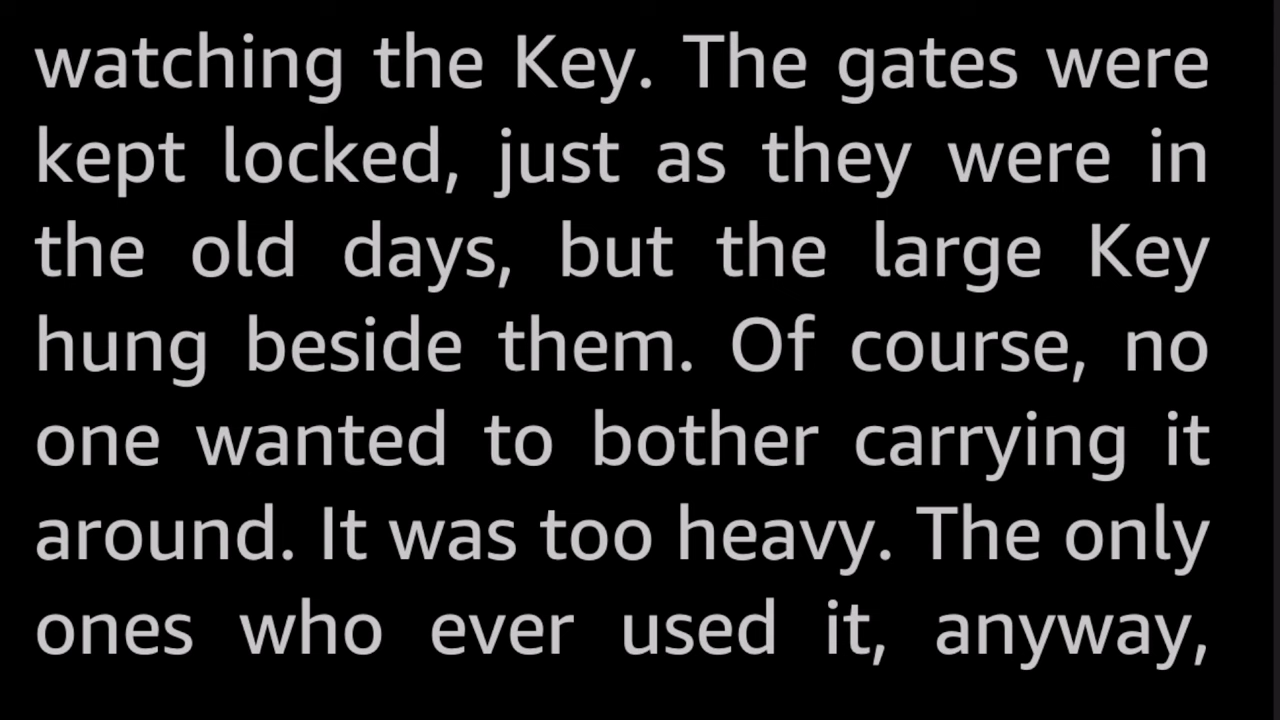 watching the Key. The gates were
kept locked, just as they were in
the old days, but the large Key
hung beside them. Of course, no
one wanted to bother carrying it
around. It was too heavy. The only
ones who ever used it, anyway,